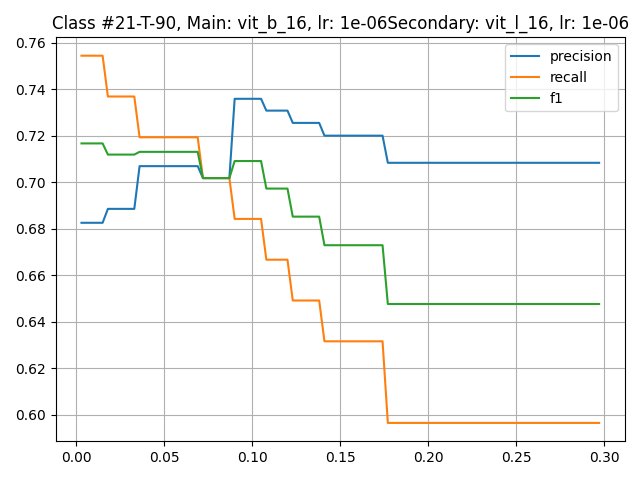 Class #21-T-90, Main: vit_b_16, lr: 1e-06Secondary: vit_l_16, lr: 1e-06
precision
recall
f1
0.76
0.74
0.72
0.70
0.68
0.66
0.64
0.62
0.60
0.00 0.05 0.10 0.15 0.20 0.25 0.30